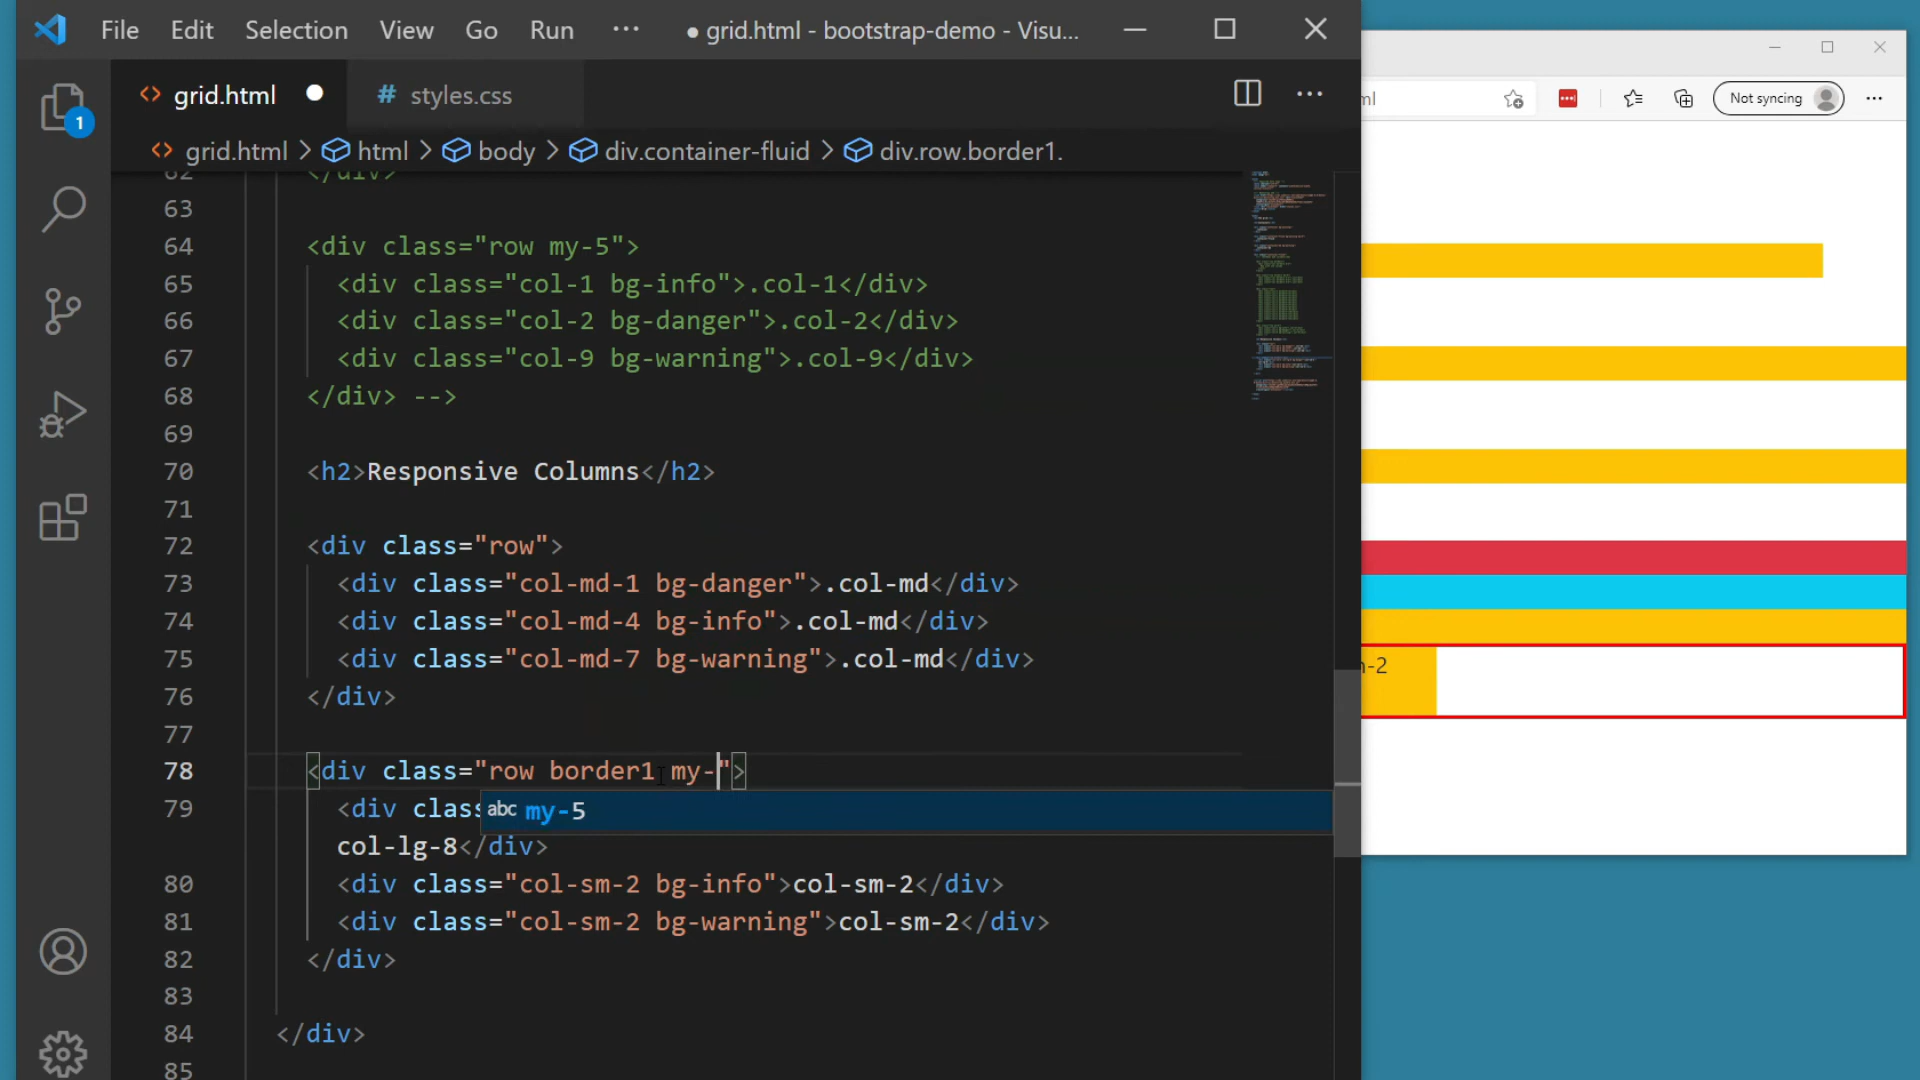 File Edit Selection View Go Run ··· ● grid.html - bootstrap-demo - Visu...
grid.html ● # styles.css
grid.html > html > body > div.container-fluid > div.row.border1.
ml Not syncing ···
1
62 </div>
63
64 <div class="row my-5">
65 <div class="col-1 bg-info">.col-1</div>
66 <div class="col-2 bg-danger">.col-2</div>
67 <div class="col-9 bg-warning">.col-9</div>
68 </div> -->
69
70 <h2>Responsive Columns</h2>
71
72 <div class="row">
73 <div class="col-md-1 bg-danger">.col-md</div>
74 <div class="col-md-4 bg-info">.col-md</div>
75 <div class="col-md-7 bg-warning">.col-md</div>
76 </div>
77
78 <div class="row border1 my-">
79 <div clas
abc my-5
col-lg-8</div>
80 <div class="col-sm-2 bg-info">col-sm-2</div>
81 <div class="col-sm-2 bg-warning">col-sm-2</div>
82 </div>
83
84 </div>
85
-2